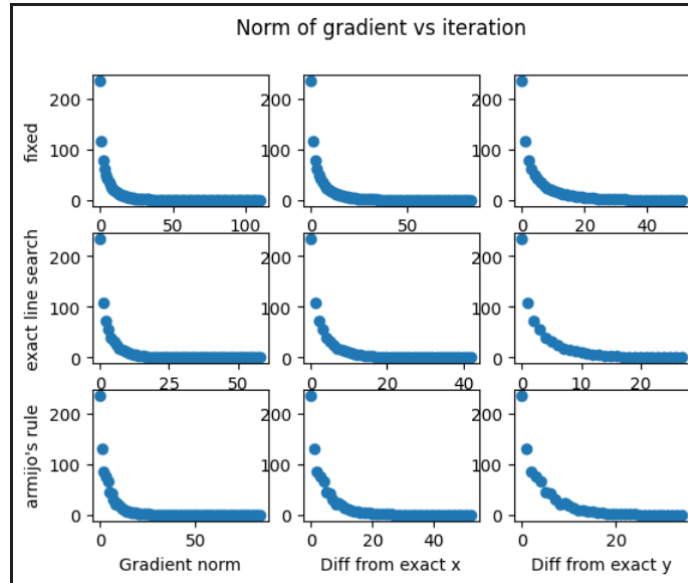 Norm of gradient vs iteration
fixed
200
100
0
0 50 100
200
100
0
0 50
200
100
0
0 20 40
exact line search
200
100
0
0 25 50
200
100
0
0 20 40
200
100
0
0 10 20
armijo's rule
200
100
0
0 50
Gradient norm
200
100
0
0 20 40
Diff from exact x
200
100
0
0 20
Diff from exact y